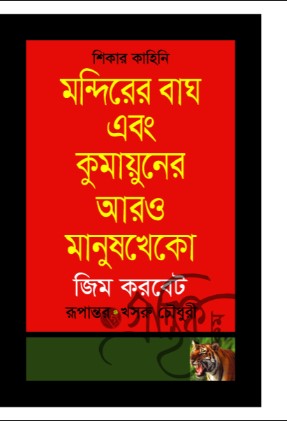 শিকার কাহিনি
মন্দিরের বাঘ
এবং
কুমায়ুনের
আরও
মানুষখেকো
জিম করবেট
রূপান্তর•খসরু চৌধুরী